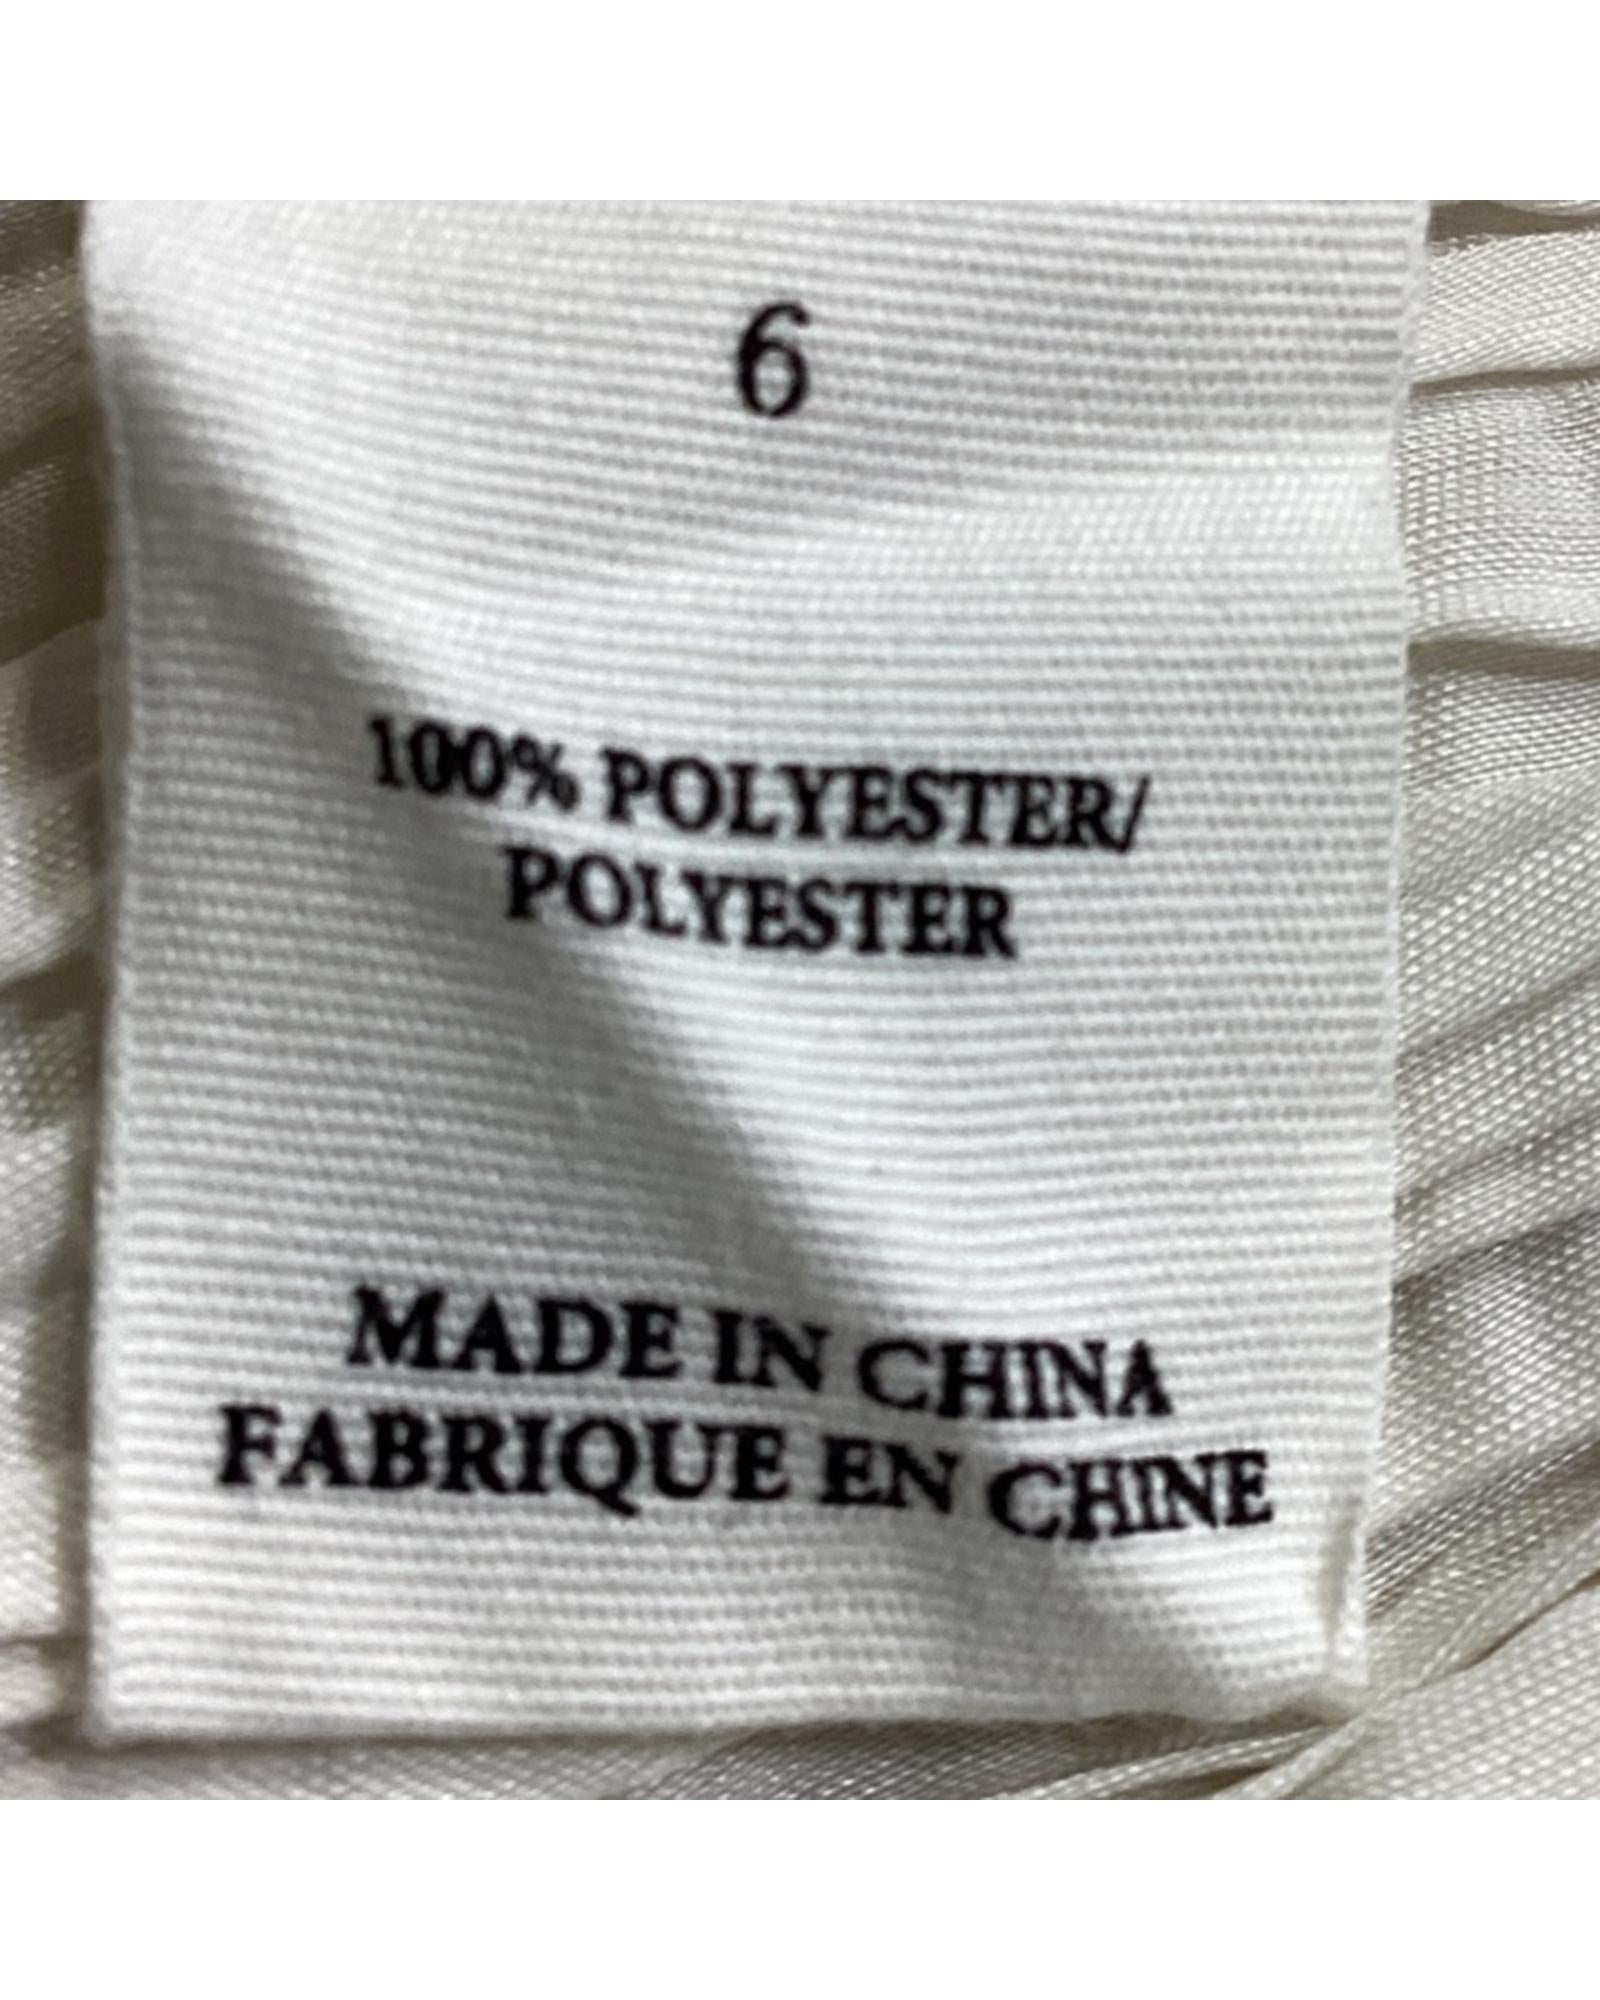 6
100% POLYESTER/
POLYESTER
MADE IN CHINA
FABRIQUE EN CHINE